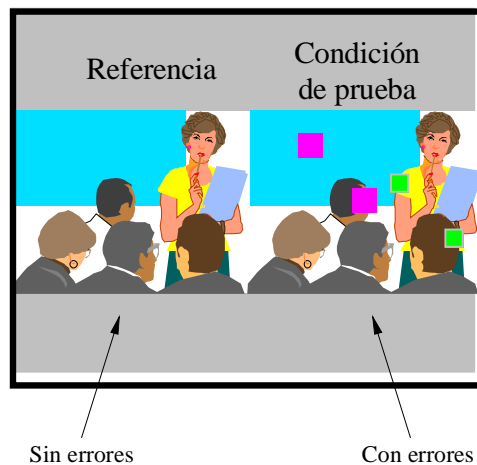 Referencia
Condición
de prueba
Sin errores
Con errores